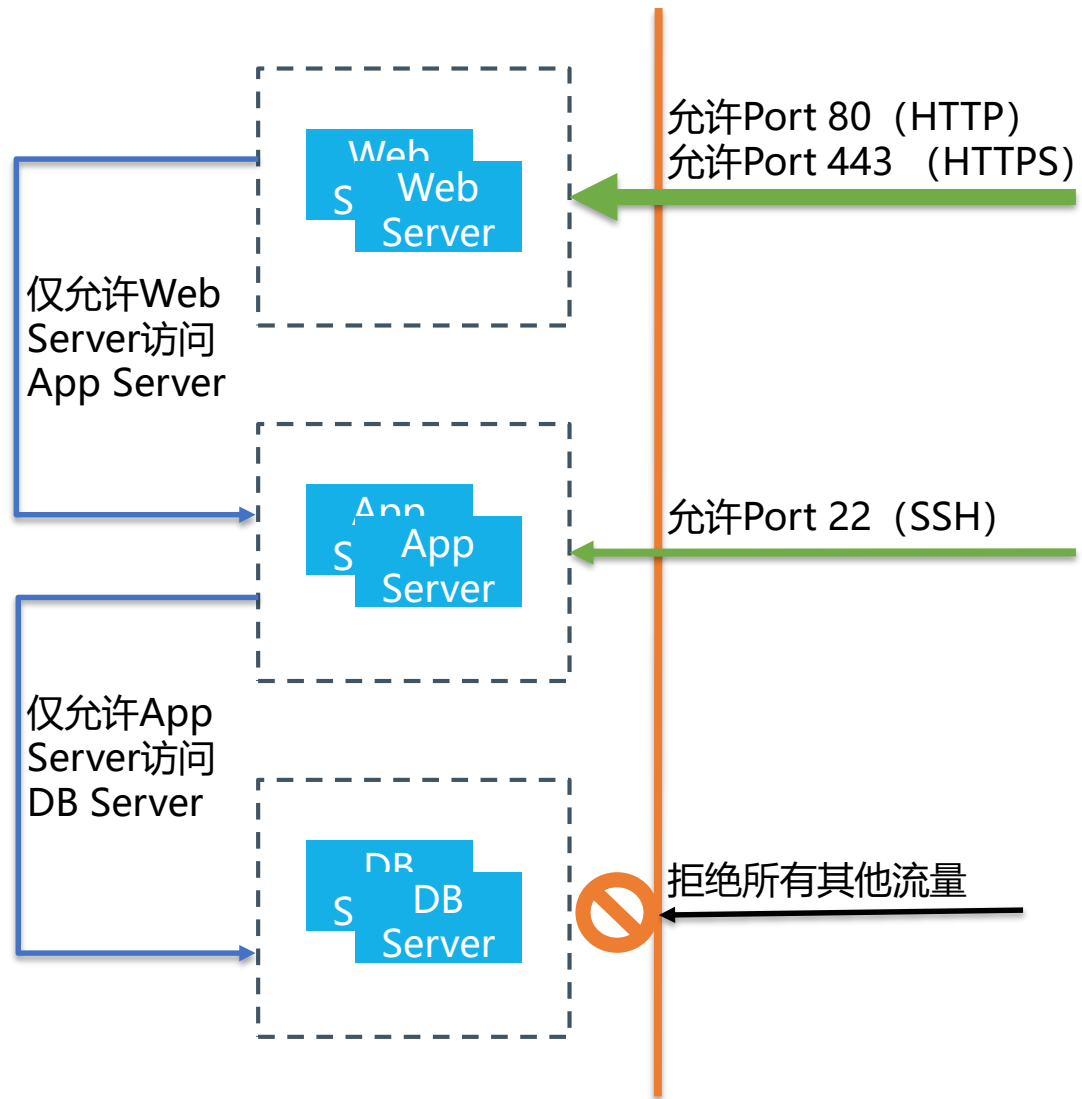 允许Port 80（HTTP）
允许Port 443 （HTTPS）
Web
S
Web
Server
仅允许Web
Server访问
App Server
App
S
App
Server
允许Port 22（SSH）
仅允许App
Server访问
DB Server
DB
S
DB
Server
拒绝所有其他流量